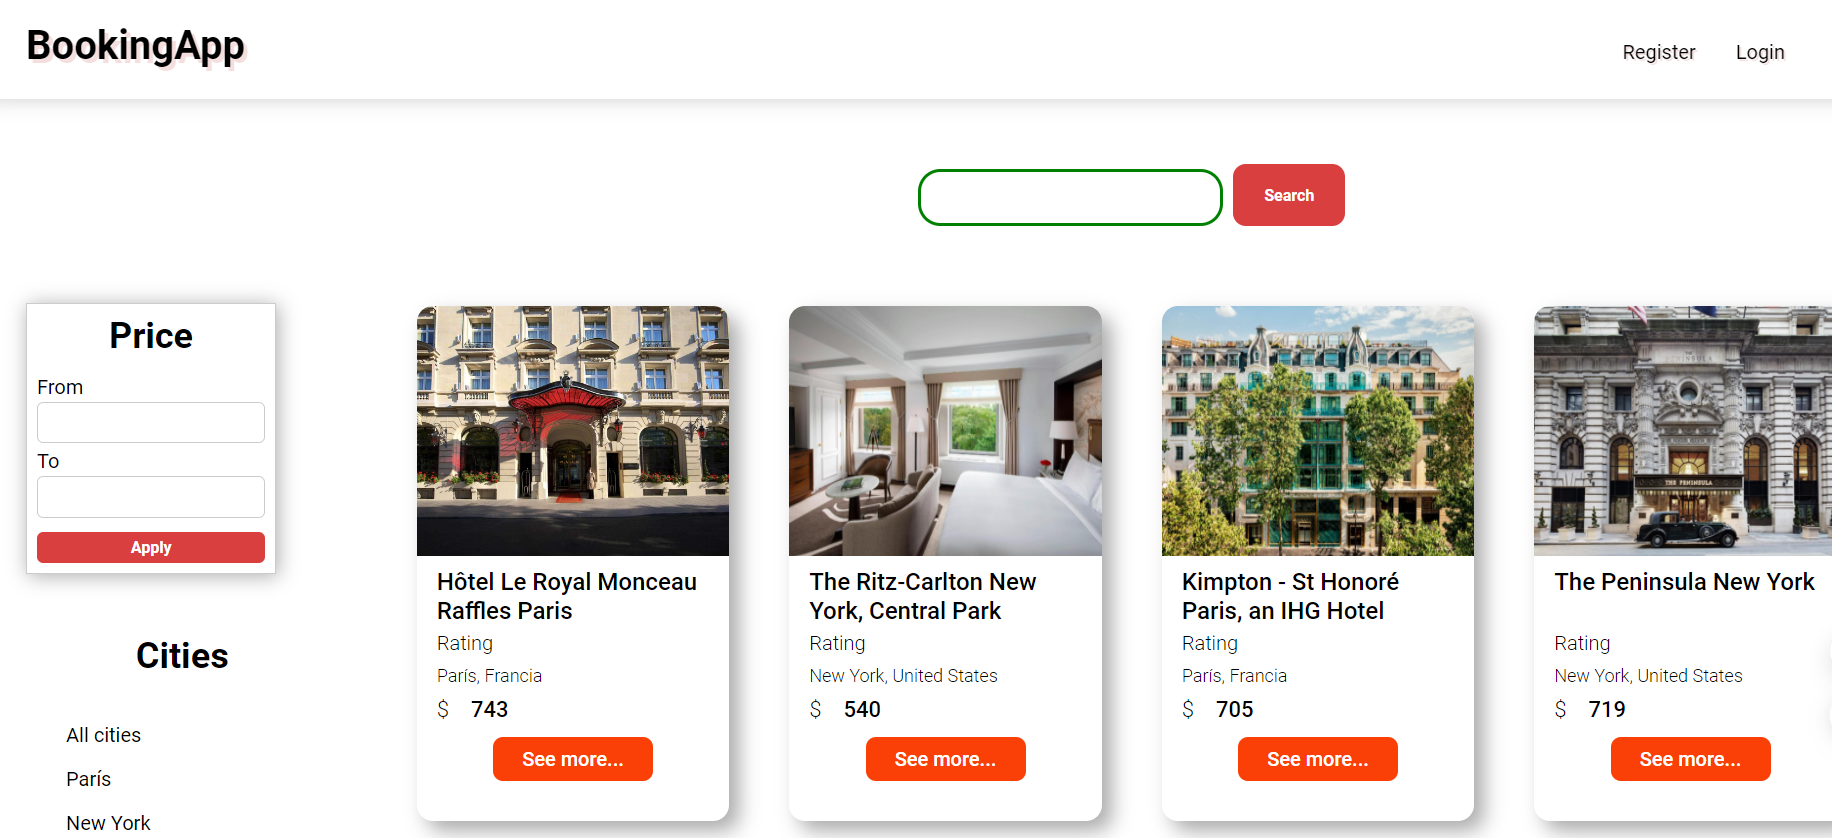 BookingApp
Register
Login
Search
Price
From
To
Apply
Cities
All cities
París
New York
Hôtel Le Royal Monceau
Raffles Paris
Rating
París, Francia
$ 743
See more...
The Ritz-Carlton New
York, Central Park
Rating
New York, United States
$ 540
See more...
Kimpton - St Honoré
Paris, an IHG Hotel
Rating
París, Francia
$ 705
See more...
THE PENINSULA
The Peninsula New York
Rating
New York, United States
$ 719
See more...